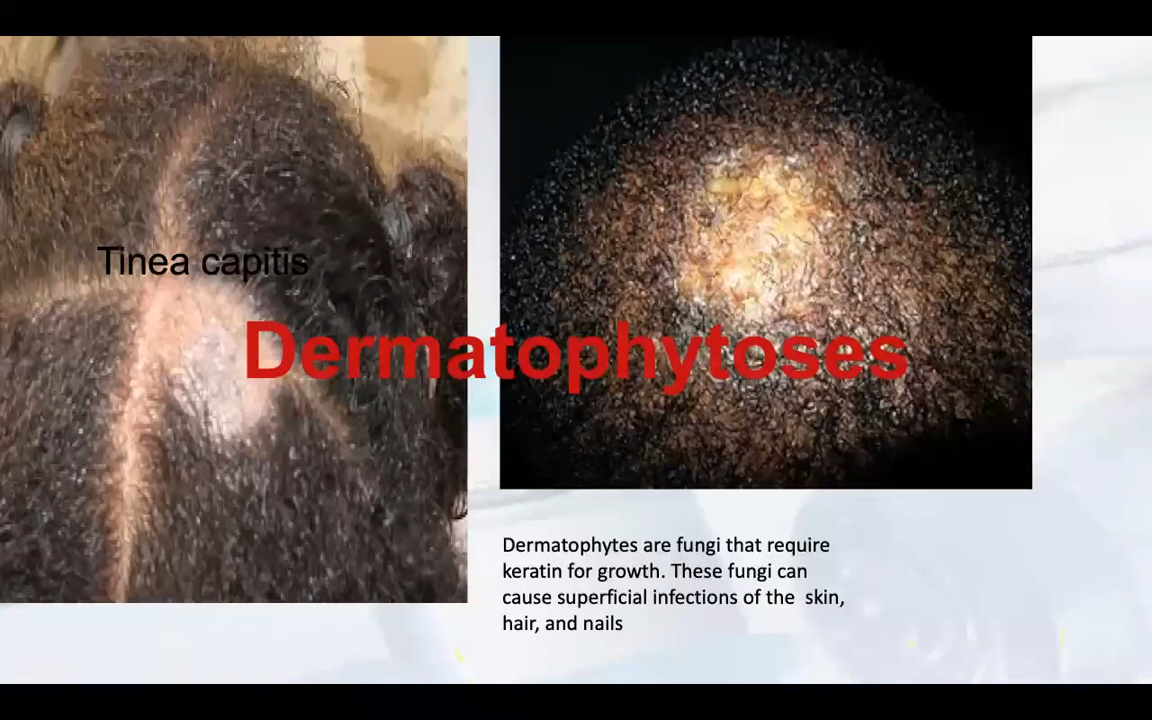 Tinea capitis
Dermatophytoses
Dermatophytes are fungi that require
keratin for growth. These fungi can
cause superficial infections of the  skin,
hair, and nails